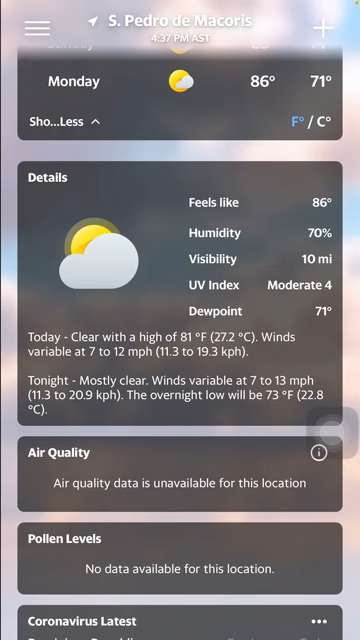 S. Pedro de Macoris
4:37 PM AST
Sunday
Monday 86° 71°
Sho...Less F° / C°
Details
Feels like 86°
Humidity 70%
Visibility 10 mi
UV Index Moderate 4
Dewpoint 71°
Today - Clear with a high of 81 °F (27.2 °C). Winds
variable at 7 to 12 mph (11.3 to 19.3 kph).
Tonight - Mostly clear. Winds variable at 7 to 13 mph
(11.3 to 20.9 kph). The overnight low will be 73 °F (22.8
°C).
Air Quality
Air quality data is unavailable for this location
Pollen Levels
No data available for this location.
Coronavirus Latest